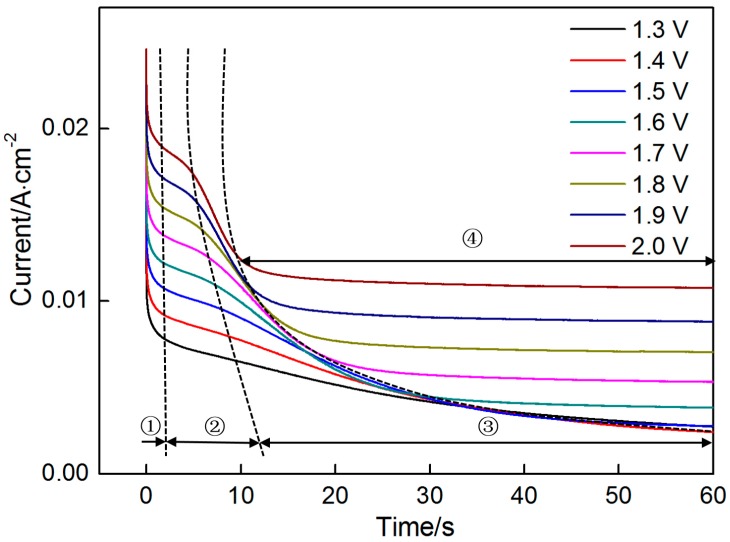 1.3 V
1.4 V
1.5 V
1.6 V
1.7 V
1.8 V
1.9 V
2.0 V
④
① ② ③
0.02
0.01
0.00
Current/A·cm-2
0 10 20 30 40 50 60
Time/s